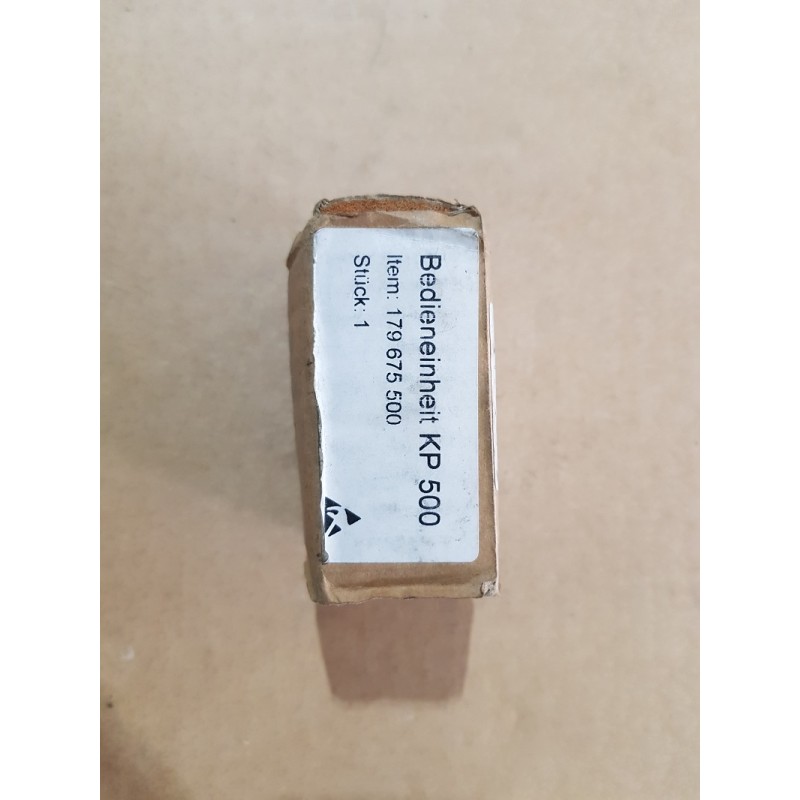 Bedieneinheit KP 500
Item: 179 675 500
Stück: 1